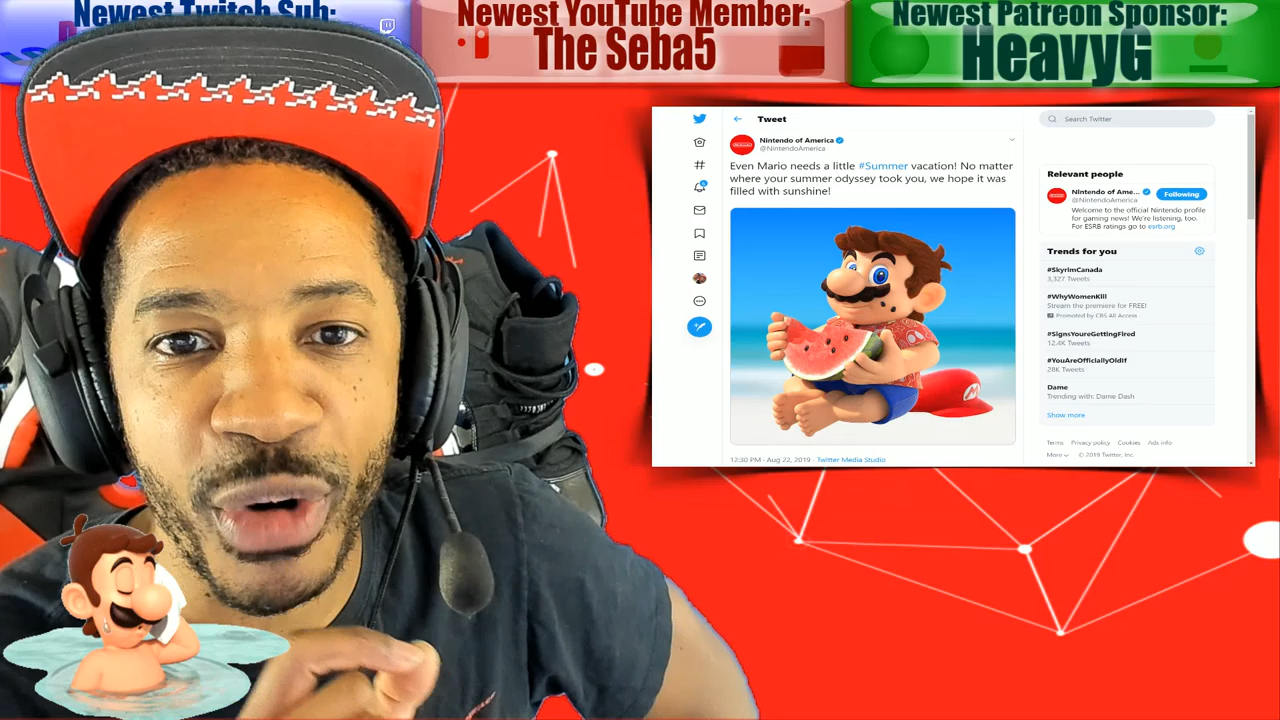 Newest Twitch Sub:
Newest YouTube Member:
The Seba5
Newest Patreon Sponsor:
HeavyG
Tweet
Search Twitter
Nintendo of America
@NintendoAmerica
Even Mario needs a little #Summer vacation! No matter
where your summer odyssey took you, we hope it was
filled with sunshine!
12:30 PM · Aug 22, 2019 · Twitter Media Studio
Relevant people
Nintendo of Ame...
Following
@NintendoAmerica
Welcome to the official Nintendo profile
for gaming news! We're listening, too.
For ESRB ratings go to esrb.org
Trends for you
#SkyrimCanada
3,327 Tweets
#WhyWomenKill
Stream the premiere for FREE!
Promoted by CBS All Access
#SignsYoureGettingFired
12.4K Tweets
#YouAreOfficiallyOldIf
28K Tweets
Dame
Trending with: Dame Dash
Show more
Terms Privacy policy Cookies Ads info
More © 2019 Twitter, Inc.